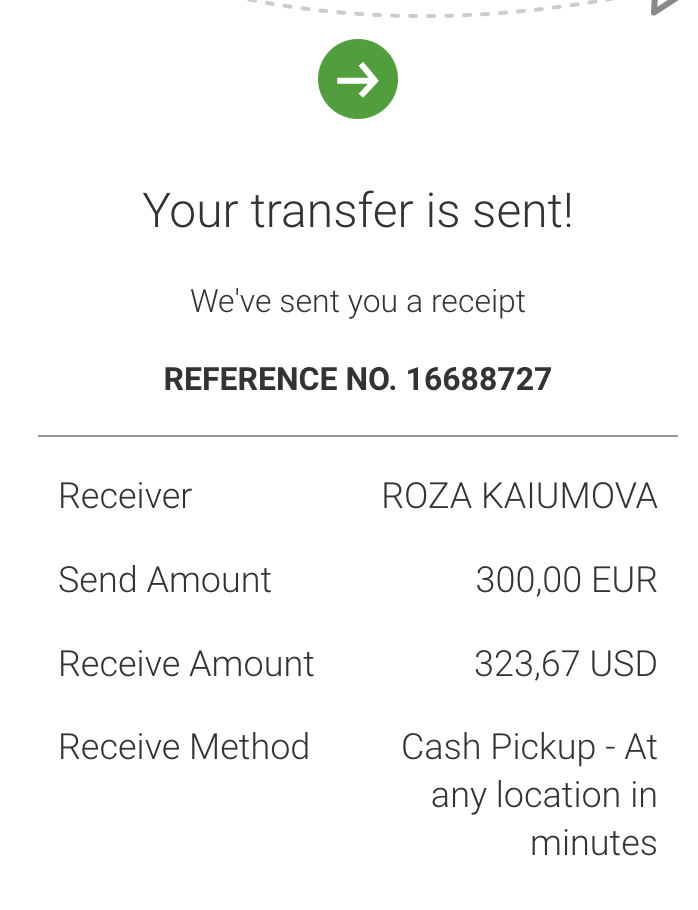 Your transfer is sent!
We've sent you a receipt
REFERENCE NO. 16688727
Receiver ROZA KAIUMOVA
Send Amount 300,00 EUR
Receive Amount 323,67 USD
Receive Method Cash Pickup - At
any location in
minutes